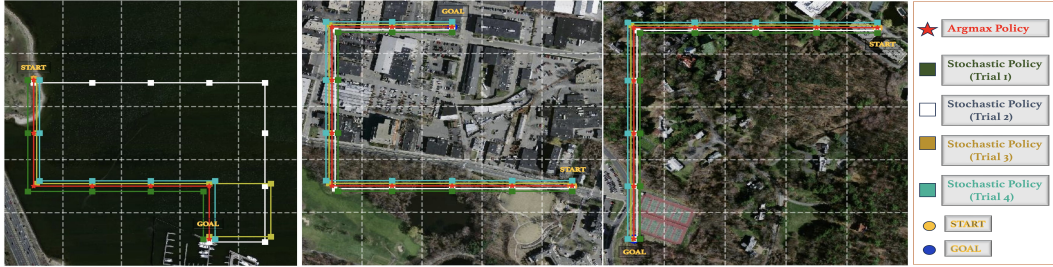 START
GOAL
GOAL
START
START
GOAL
Argmax Policy
Stochastic Policy
(Trial 1)
Stochastic Policy
(Trial 2)
Stochastic Policy
(Trial 3)
Stochastic Policy
(Trial 4)
START
GOAL